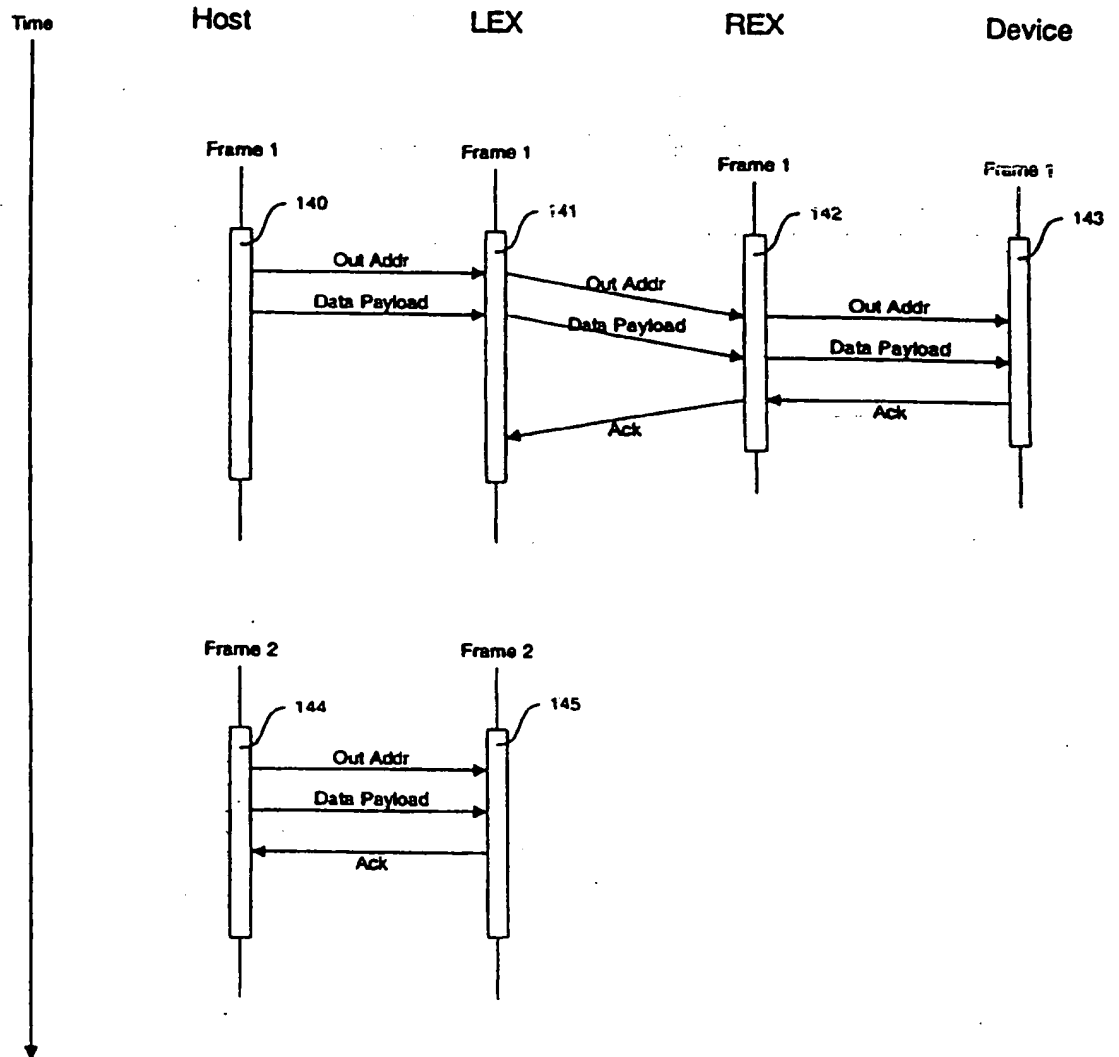 Time
Host
LEX
REX
Device
Frame 1
Frame 1
Frame 1
Frame 1
140
141
142
143
Out Addr
Out Addr
Out Addr
Data Payload
Data Payload
Data Payload
Ack
Ack
Frame 2
Frame 2
144
145
Out Addr
Data Payload
Ack